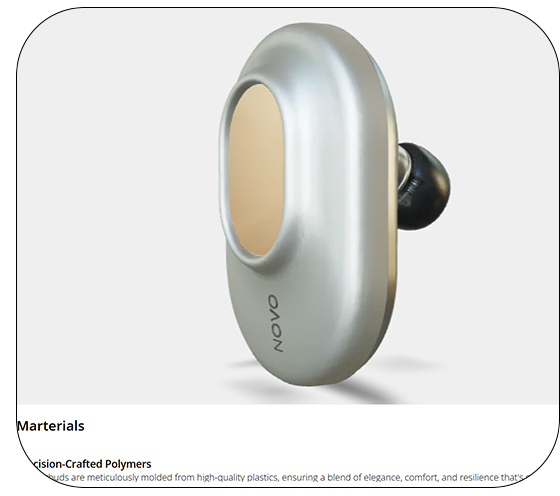 NOVO
Marterials
cision-Crafted Polymers
buds are meticulously molded from high-quality plastics, ensuring a blend of elegance, comfort, and resilience that's